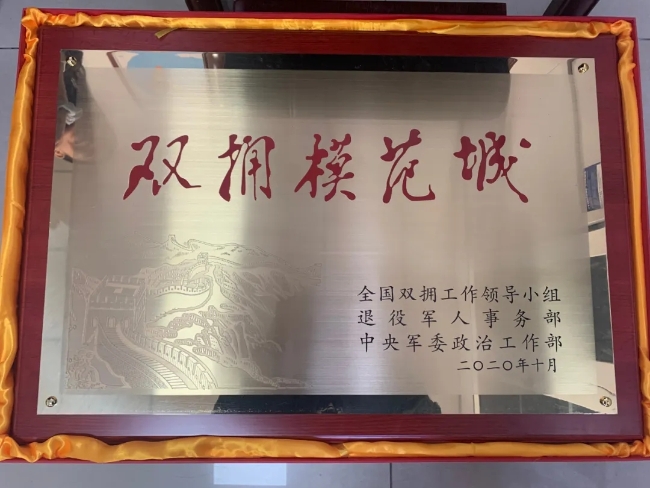 双拥模范城
全国双拥工作领导小组
退役军人事务部
中央军委政治工作部
二〇二〇年十月